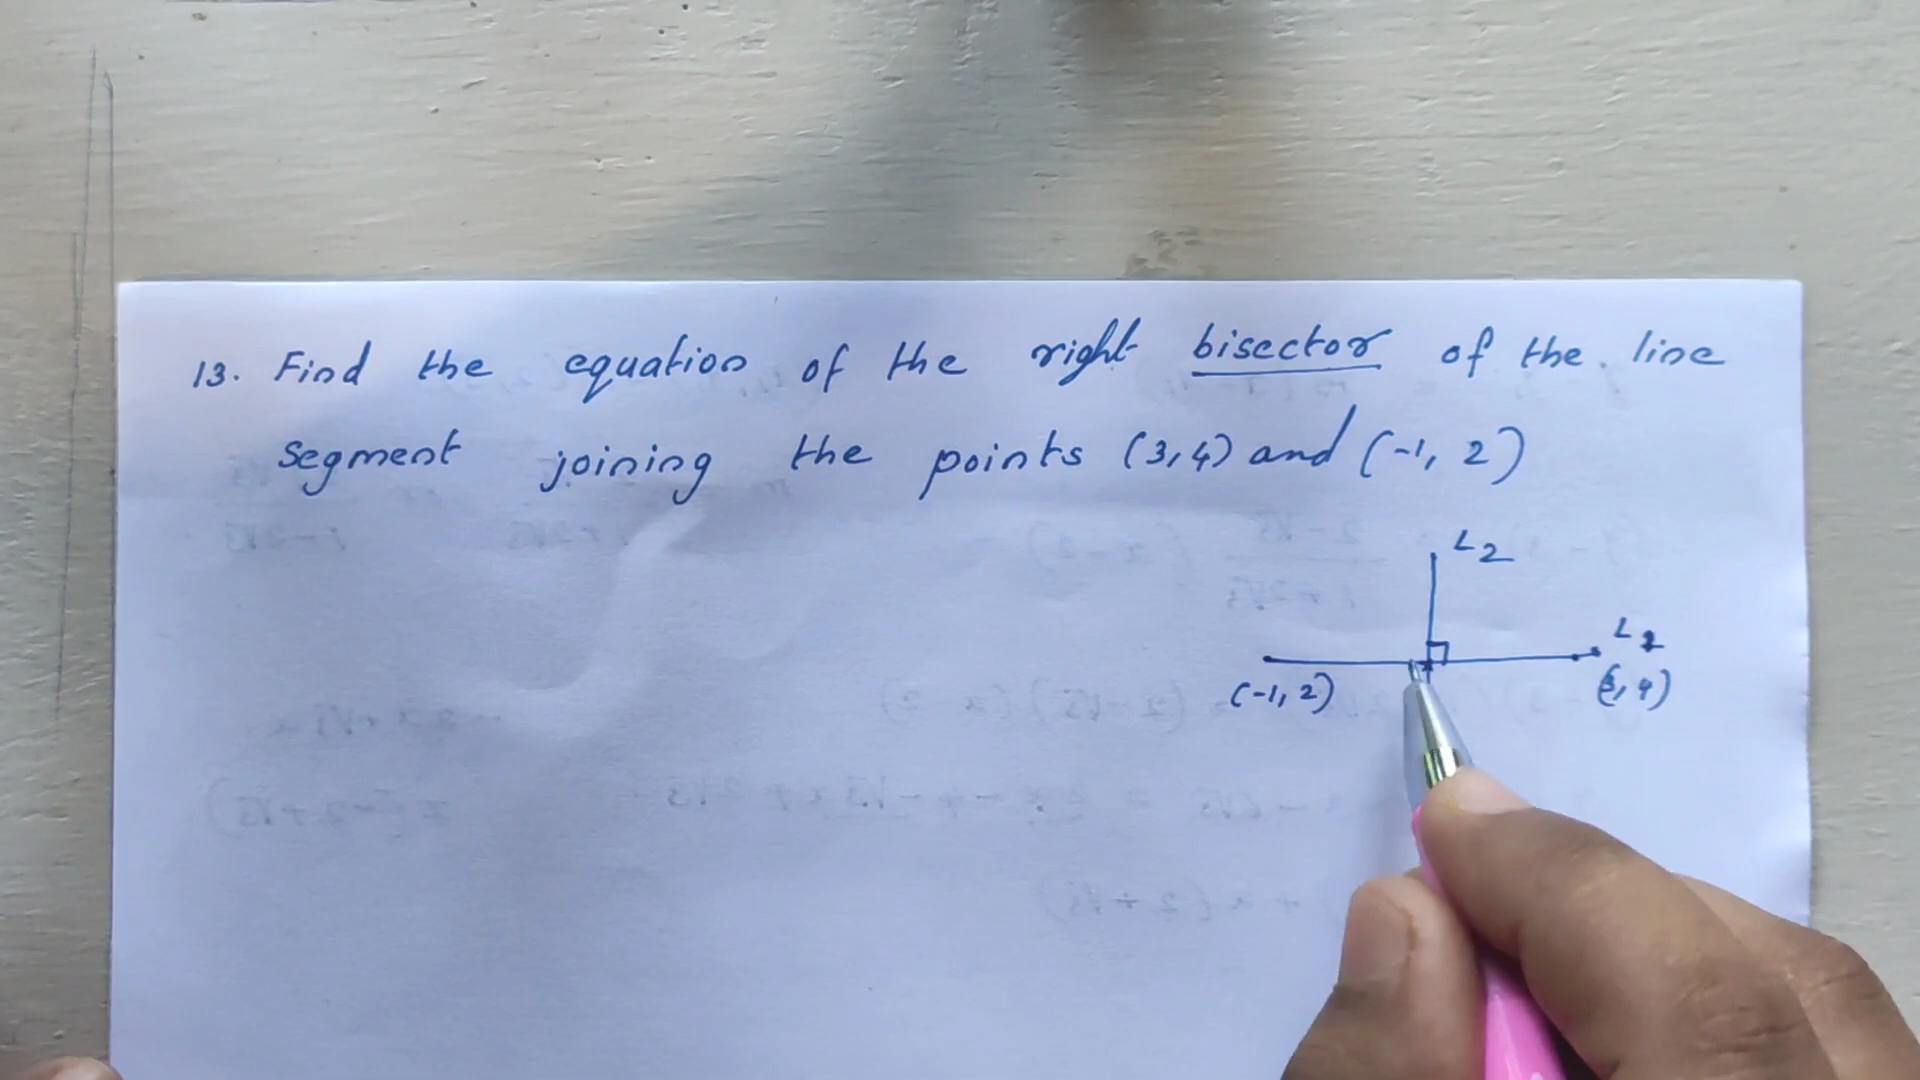 13. Find the equation of the right bisector of the line
segment joining the points (3,4) and (-1, 2)
L2
L1
(-1, 2)
(3, 4)